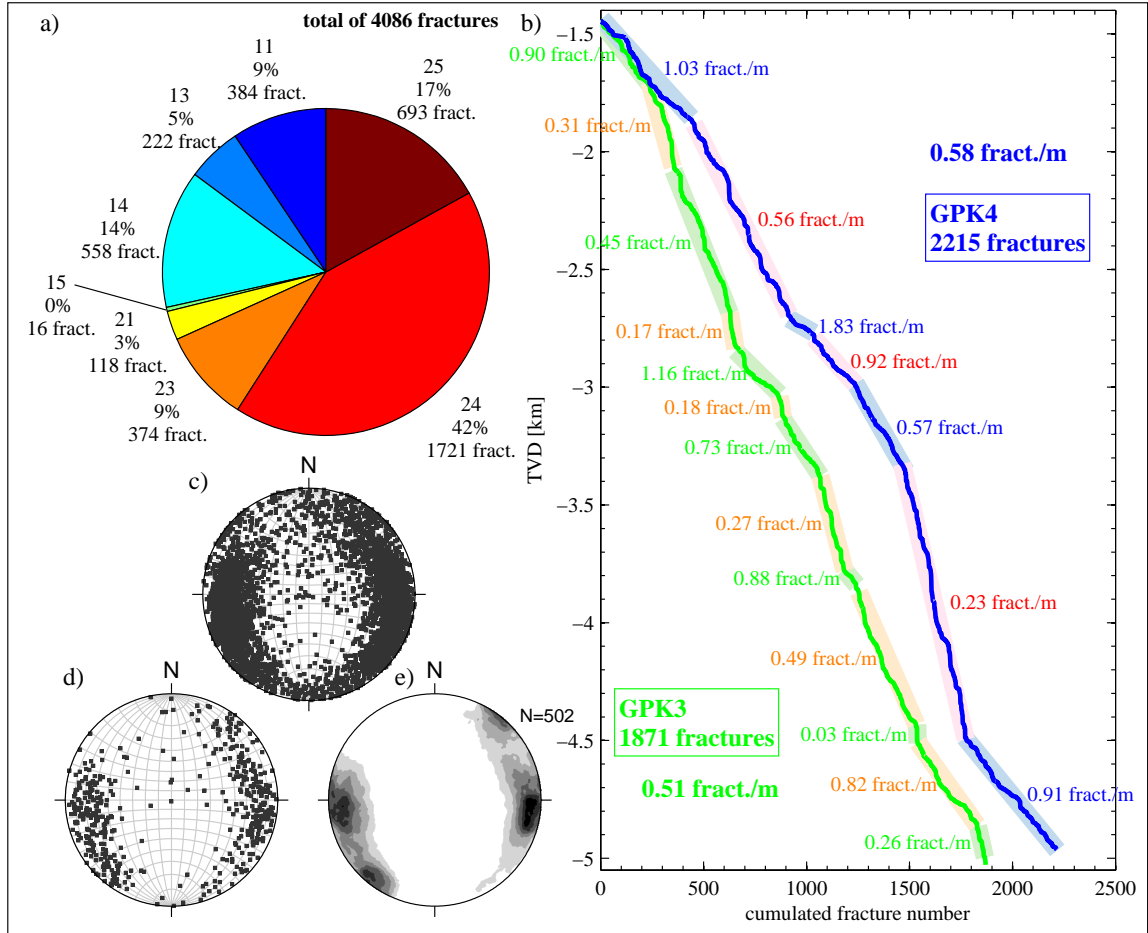 a)
total of 4086 fractures
11
9%
384 fract.
25
17%
693 fract.
13
5%
222 fract.
14
14%
558 fract.
15
0%
16 fract.
21
3%
118 fract.
23
9%
374 fract.
24
42%
1721 fract.
c)
N
d)
N
e)
N
N=502
b)
TVD [km]
−1.5
−2
−2.5
−3
−3.5
−4
−4.5
−5
0.90 fract./m
1.03 fract./m
0.31 fract./m
0.58 fract./m
GPK4
2215 fractures
0.56 fract./m
0.45 fract./m
0.17 fract./m
1.83 fract./m
1.16 fract./m
0.92 fract./m
0.18 fract./m
0.57 fract./m
0.73 fract./m
0.27 fract./m
0.88 fract./m
0.23 fract./m
0.49 fract./m
GPK3
1871 fractures
0.03 fract./m
0.51 fract./m
0.82 fract./m
0.91 fract./m
0.26 fract./m
0 500 1000 1500 2000 2500
cumulated fracture number